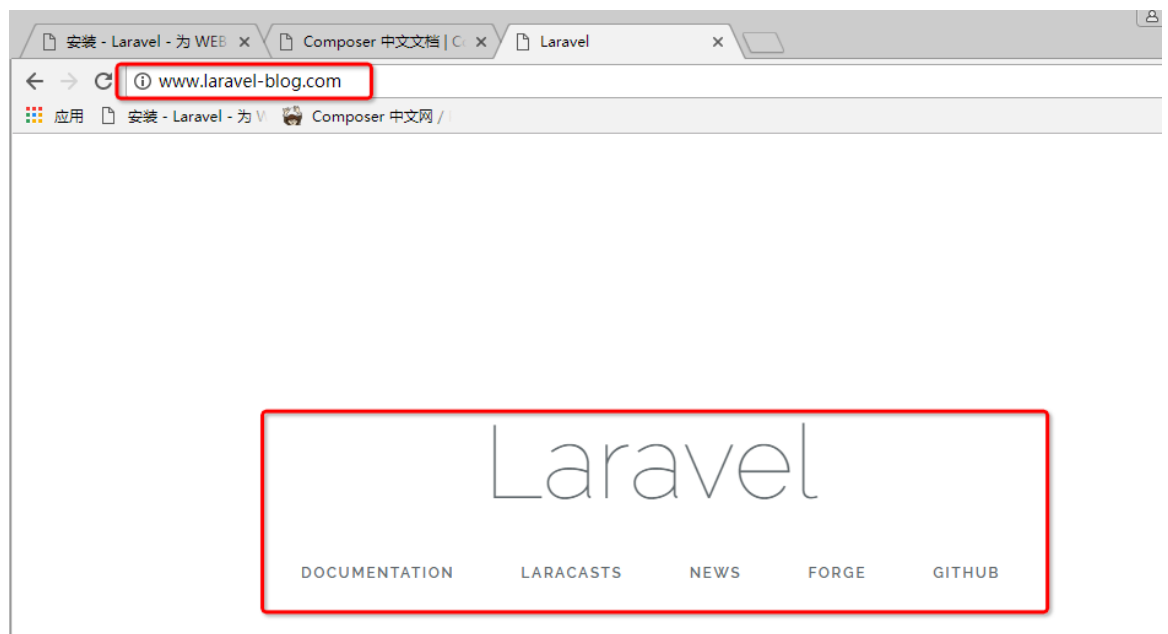 安装 - Laravel - 为 WEB Composer 中文文档 | Laravel
www.laravel-blog.com
应用 安装 - Laravel - 为 Composer 中文网 /
Laravel
DOCUMENTATION LARACASTS NEWS FORGE GITHUB